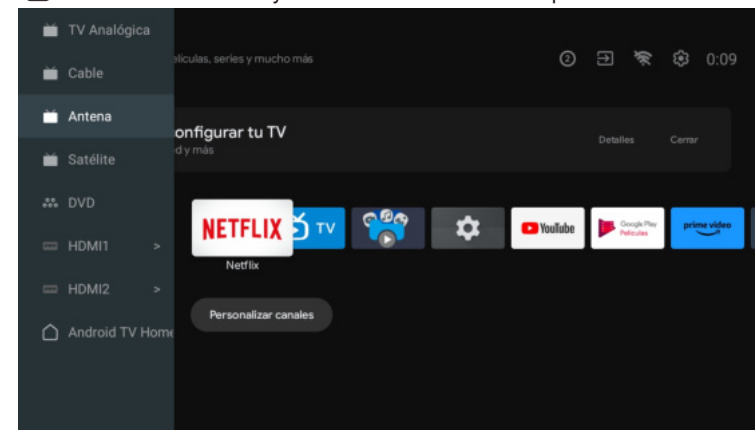 TV Analógica
Cable
Antena
Satélite
DVD
HDMI1 >
HDMI2 >
Android TV Home
elículas, series y mucho más
2
0:09
onfigurar tu TV
d y más
Detalles
Cerrar
NETFLIX
TV
YouTube
Google Play
Películas
prime video
Netflix
Personalizar canales